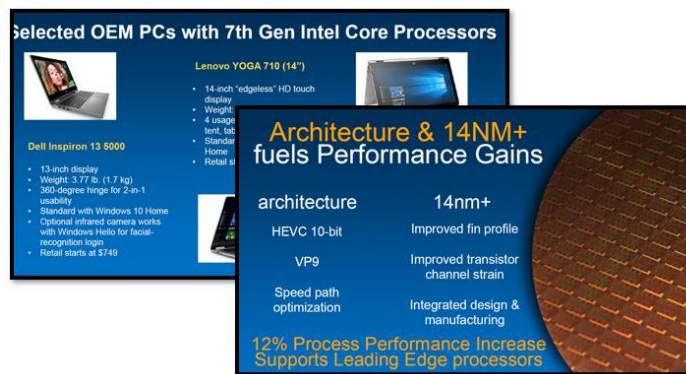 Selected OEM PCs with 7th Gen Intel Core Processors
Lenovo YOGA 710 (14")
• 14-inch "edgeless" HD touch
display
• Weight:
• 4 usage
tent,
•
Home
• Retail
Dell Inspiron 13 5000
• 13-inch display
• Weight: 3.77 lb. (1.7 kg)
• 360-degree hinge for 2-in-1
usability
• Standard with Windows 10 Home
• Optional infrared camera works
with Windows Hello for facial-
recognition login
• Retail starts at $749
Architecture & 14NM+
fuels Performance Gains
architecture
HEVC 10-bit
VP9
Speed path
optimization
14nm+
Improved fin profile
Improved transistor
channel strain
Integrated design &
manufacturing
12% Process Performance Increase
Supports Leading Edge processors